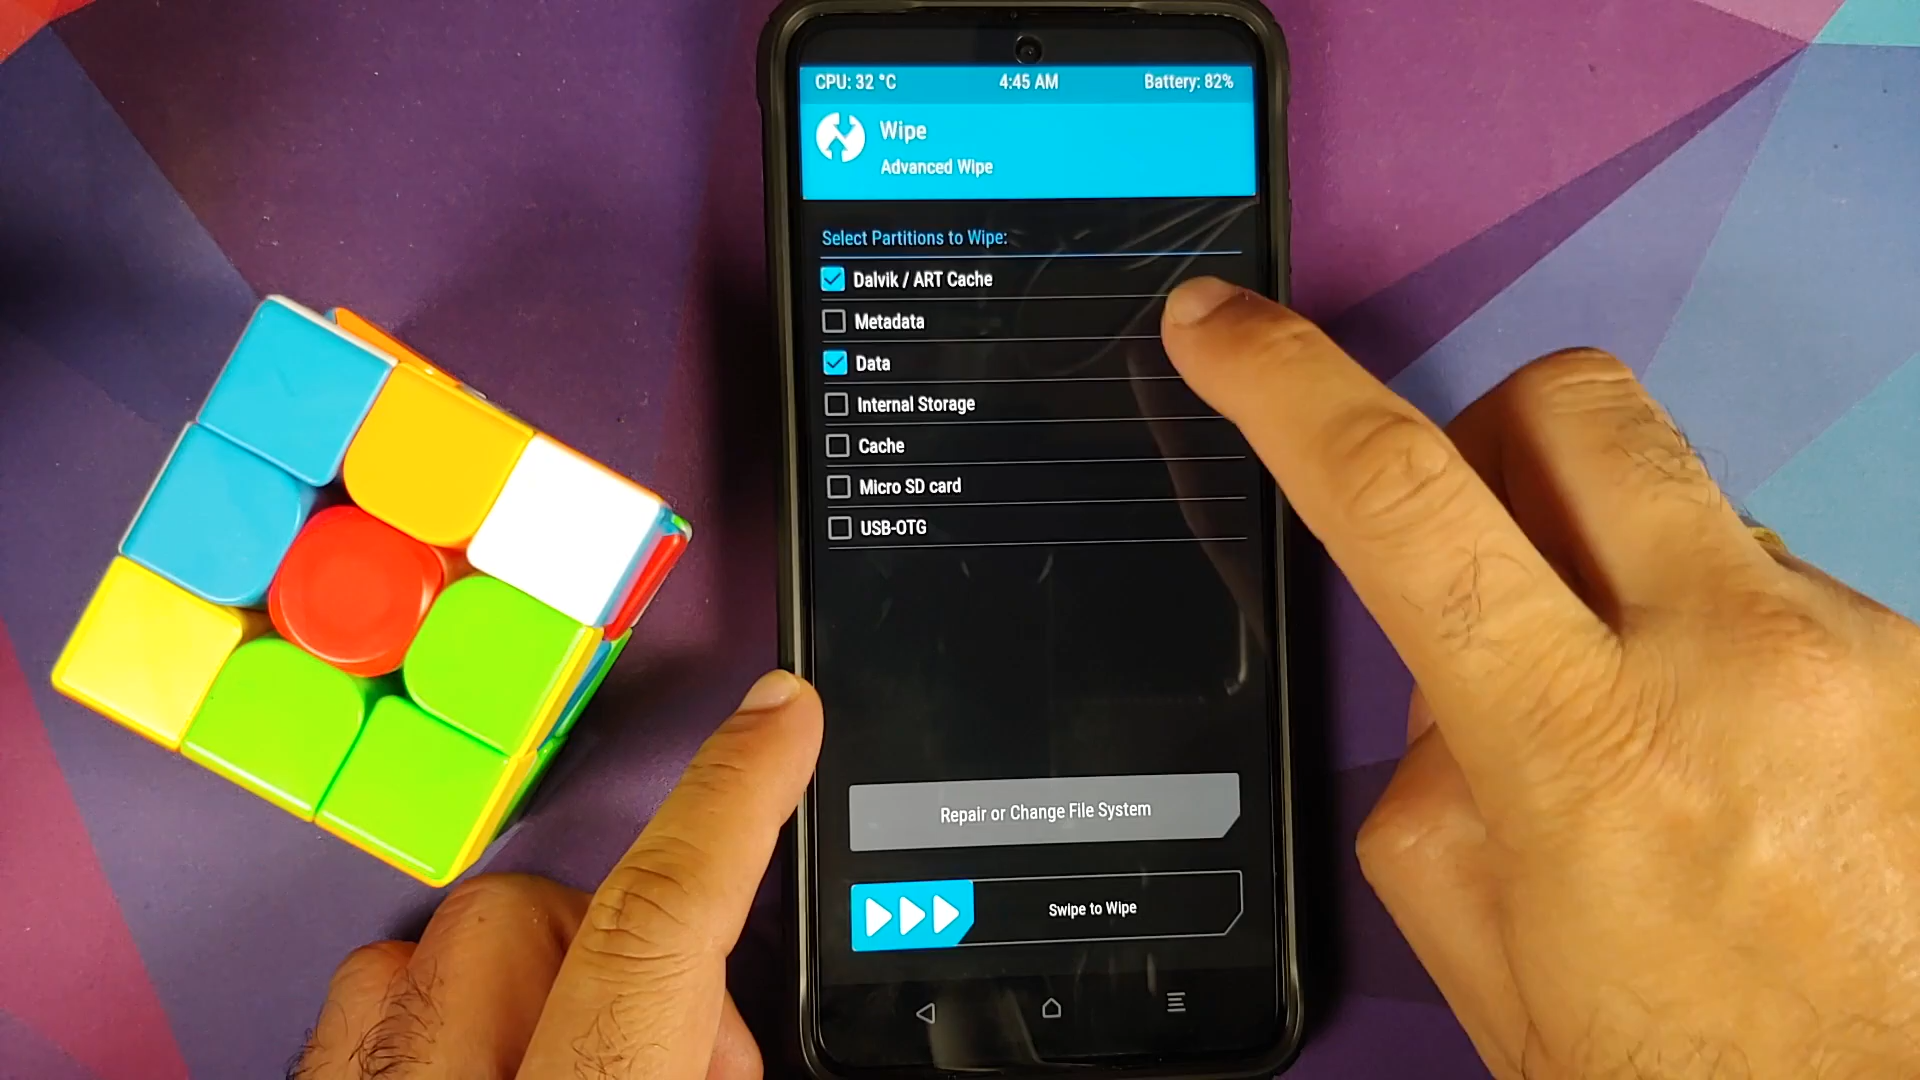 CPU: 32 °C 4:45 AM Battery: 82%
Wipe
Advanced Wipe
Select Partitions to Wipe:
Dalvik / ART Cache
Metadata
Data
Internal Storage
Cache
Micro SD card
USB-OTG
Repair or Change File System
Swipe to Wipe